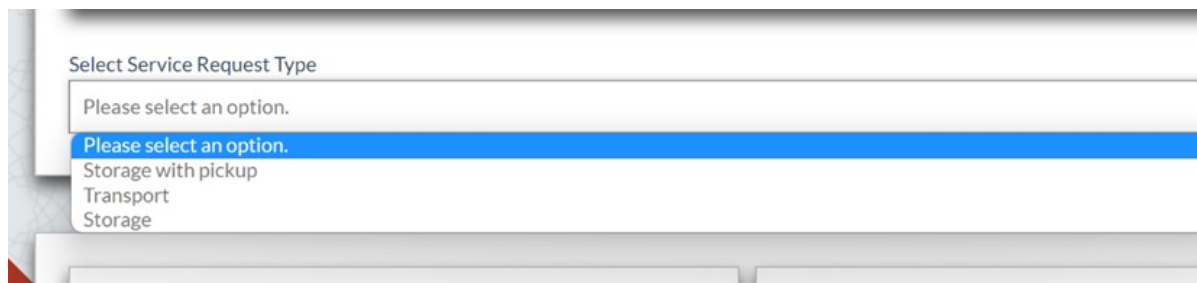 Select Service Request Type
Please select an option.
Please select an option.
Storage with pickup
Transport
Storage